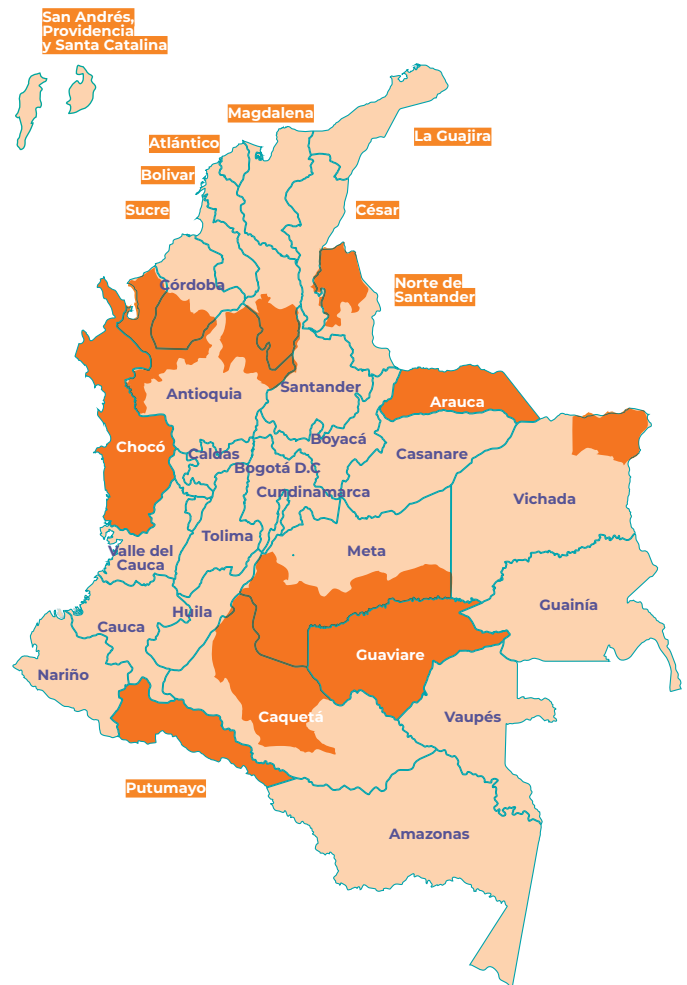 San Andrés,
Providencia
y Santa Catalina
Magdalena
La Guajira
Atlántico
Bolivar
Sucre
César
Norte de
Santander
Córdoba
Antioquia
Santander
Arauca
Chocó
Boyacá
Caldas
Casanare
Bogotá D.C
Cundinamarca
Vichada
Tolima
Valle del
Cauca
Meta
Guainía
Huila
Cauca
Guaviare
Nariño
Caquetá
Vaupés
Putumayo
Amazonas